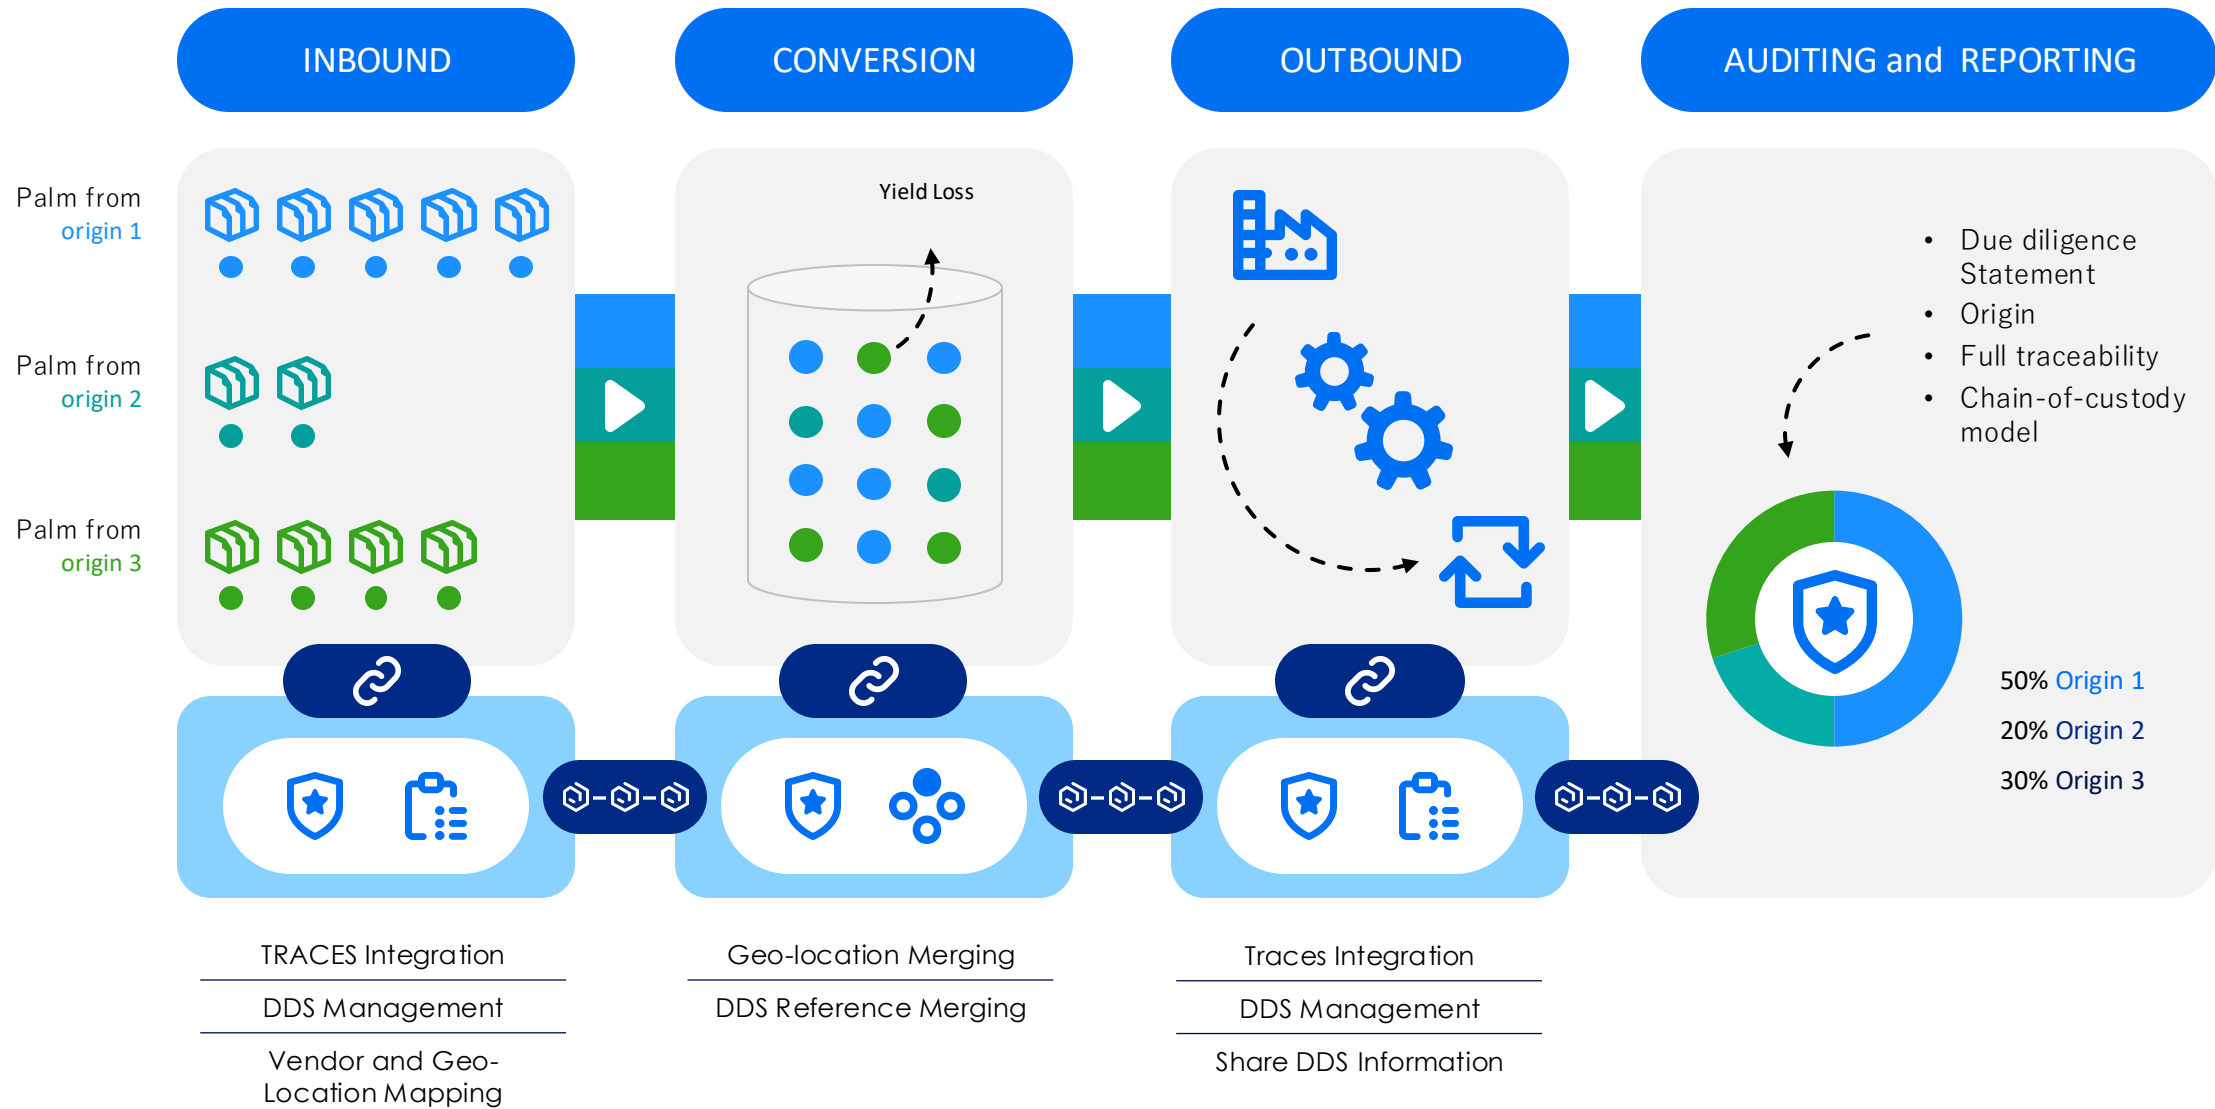 INBOUND
CONVERSION
OUTBOUND
AUDITING and REPORTING
Palm from
origin 1
Palm from
origin 2
Palm from
origin 3
Yield Loss
• Due diligence
Statement
• Origin
• Full traceability
• Chain-of-custody
model
50% Origin 1
20% Origin 2
30% Origin 3
TRACES Integration
DDS Management
Vendor and Geo-
Location Mapping
Geo-location Merging
DDS Reference Merging
Traces Integration
DDS Management
Share DDS Information